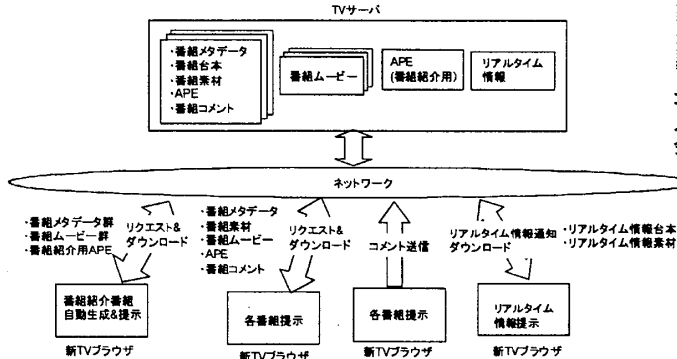 TVサーバ
・番組メタデータ
・番組台本
・番組素材
・APE
・番組コメント
番組ムービー
APE
(番組紹介用)
リアルタイム
情報
ネットワーク
・番組メタデータ群
・番組ムービー群
・番組紹介用APE
リクエスト&
ダウンロード
・番組メタデータ
・番組素材
・番組ムービー
・APE
・番組コメント
リクエスト&
ダウンロード
コメント送信
リアルタイム情報通知
ダウンロード
・リアルタイム情報台本
・リアルタイム情報素材
番組紹介番組
自動生成&提示
新TVブラウザ
各番組提示
新TVブラウザ
各番組提示
新TVブラウザ
リアルタイム
情報提示
新TVブラウザ